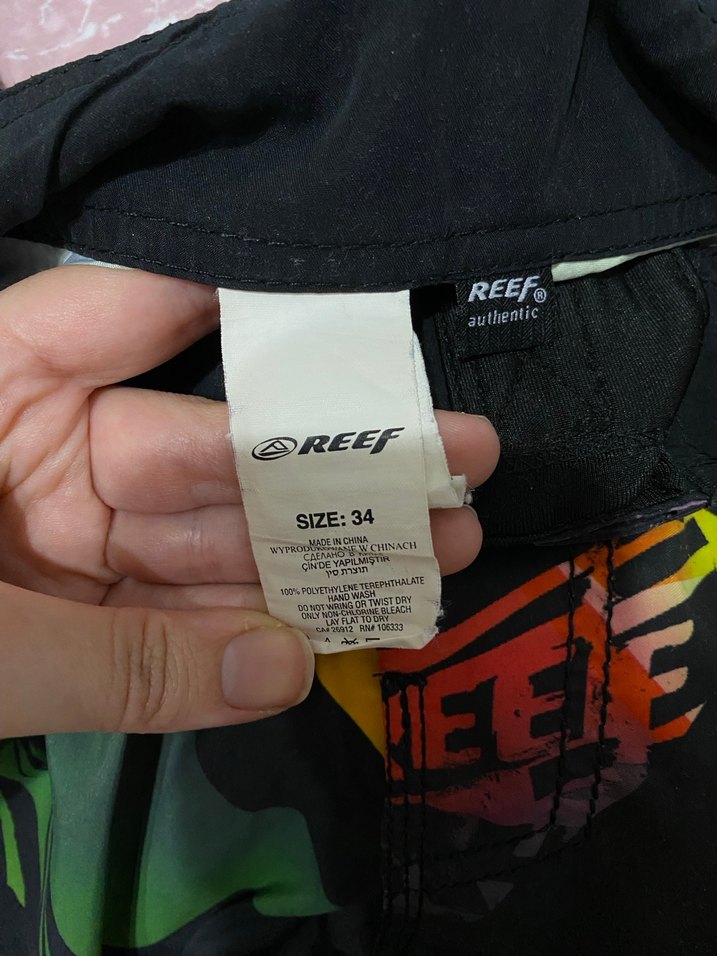 REEF®
authentic
REEF
SIZE: 34
MADE IN CHINA
WYPRODUKOWANE W CHINACH
СДЕЛАНО В
ÇİN'DE YAPILMIŞTIR
תוצרת סין
100% POLYETHYLENE TEREPHTHALATE
HAND WASH
DO NOT WRING OR TWIST DRY
ONLY NON-CHLORINE BLEACH
LAY FLAT TO DRY
CA# 26912 RN# 106333
REEF